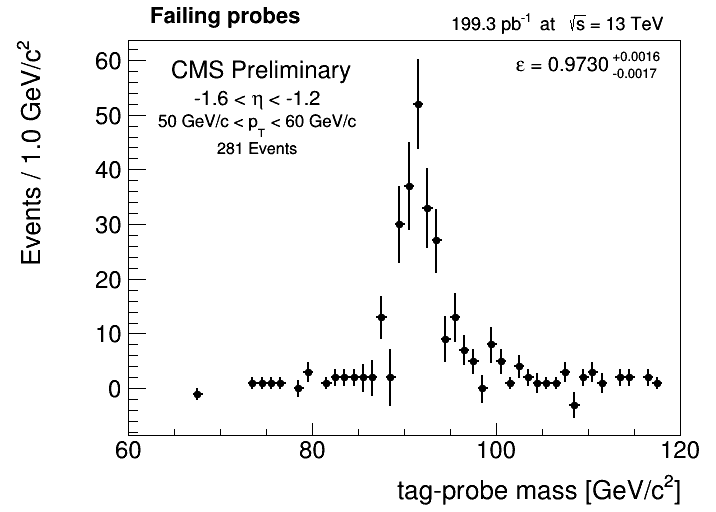 Failing probes
199.3 pb-1 at √s = 13 TeV
CMS Preliminary
-1.6 < η < -1.2
50 GeV/c < pT < 60 GeV/c
281 Events
ε = 0.9730 +0.0016 -0.0017
Events / 1.0 GeV/c2
60
50
40
30
20
10
0
60 80 100 120
tag-probe mass [GeV/c2]